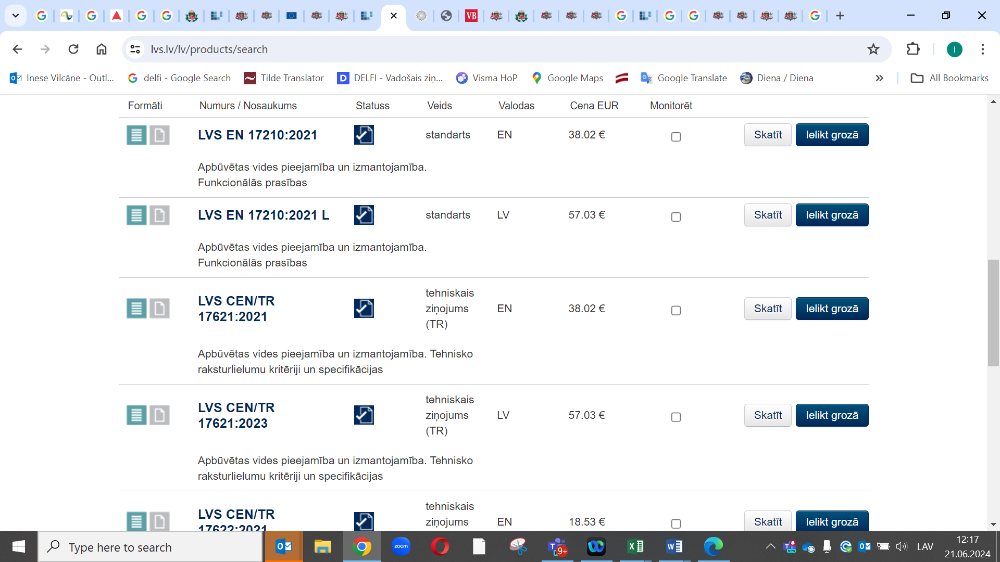 lvs.lv/lv/products/search
Inese Vilcāne - Outl...
delfi - Google Search
Tilde Translator
DELFI - Vadošais ziņ...
Visma HoP
Google Maps
Google Translate
Diena / Diena
All Bookmarks
Formāti Numurs / Nosaukums Statuss Veids Valodas Cena EUR Monitorēt
LVS EN 17210:2021 standarts EN 38.02 € Skatīt Ielikt grozā
Apbūvētas vides pieejamība un izmantojamība.
Funkcionālās prasības
LVS EN 17210:2021 L standarts LV 57.03 € Skatīt Ielikt grozā
Apbūvētas vides pieejamība un izmantojamība.
Funkcionālās prasības
LVS CEN/TR
17621:2021
tehniskais
ziņojums
(TR)
EN 38.02 € Skatīt Ielikt grozā
Apbūvētas vides pieejamība un izmantojamība. Tehnisko
raksturlielumu kritēriji un specifikācijas
LVS CEN/TR
17621:2023
tehniskais
ziņojums
(TR)
LV 57.03 € Skatīt Ielikt grozā
Apbūvētas vides pieejamība un izmantojamība. Tehnisko
raksturlielumu kritēriji un specifikācijas
LVS CEN/TR
17622:2021
tehniskais
ziņojums
EN 18.53 € Skatīt Ielikt grozā
Type here to search
zoom
9+
NEW
LAV
12:17
21.06.2024